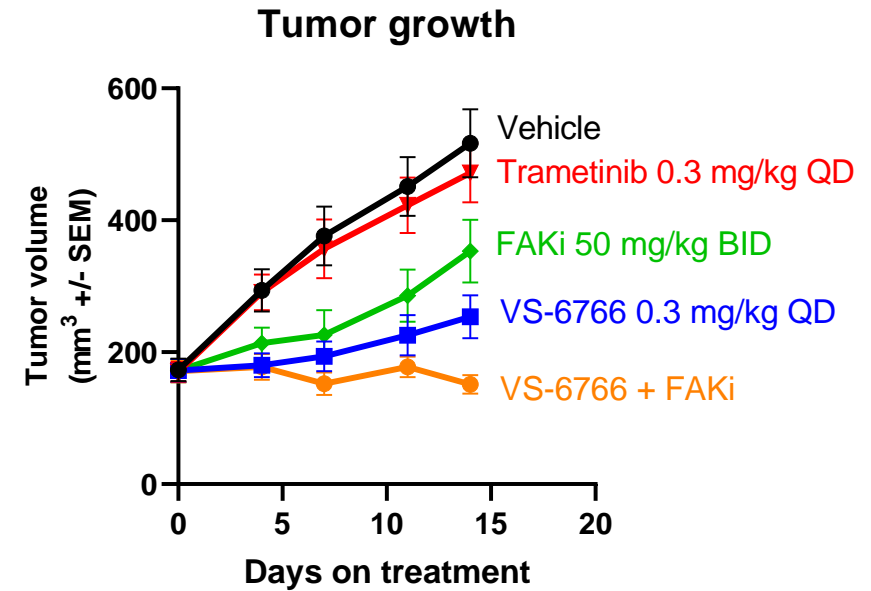 Tumor growth
Tumor volume
(mm³ +/- SEM)
600
400
200
0
0 5 10 15 20
Days on treatment
Vehicle
Trametinib 0.3 mg/kg QD
FAKi 50 mg/kg BID
VS-6766 0.3 mg/kg QD
VS-6766 + FAKi